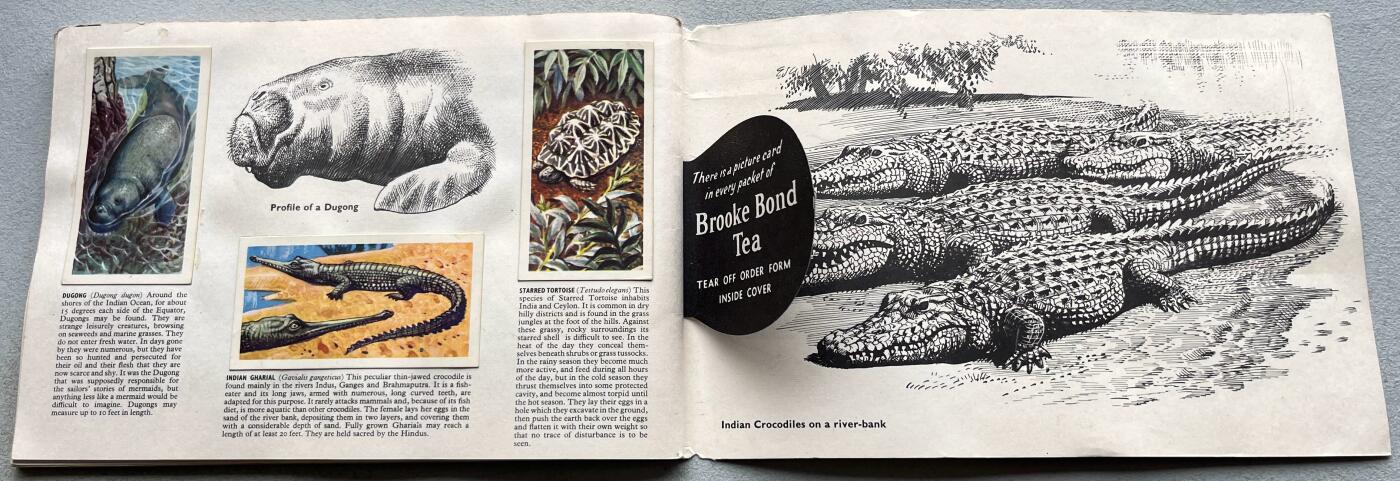 Profile of a Dugong
DUGONG (Dugong dugon) Around the
shores of the Indian Ocean, for about
15 degrees each side of the Equator,
Dugongs may be found. They are
strange leisurely creatures, browsing
on seaweeds and marine grasses. They
do not enter fresh water. In days gone
by they were numerous, but they have
been so hunted and persecuted for
their oil and their flesh that they are
now scarce and shy. It was the Dugong
that was supposedly responsible for
the sailors' stories of mermaids, but
anything less like a mermaid would be
difficult to imagine. Dugongs may
measure up to 10 feet in length.
INDIAN GHARIAL (Gavialis gangeticus) This peculiar thin-jawed crocodile is
found mainly in the rivers Indus, Ganges and Brahmaputra. It is a fish-
eater and its long jaws, armed with numerous, long curved teeth, are
adapted for this purpose. It rarely attacks mammals and, because of its fish
diet, is more aquatic than other crocodiles. The female lays her eggs in the
sand of the river bank, depositing them in two layers, and covering them
with a considerable depth of sand. Fully grown Gharials may reach a
length of at least 20 feet. They are held sacred by the Hindus.
STARRED TORTOISE (Testudo elegans) This
species of Starred Tortoise inhabits
India and Ceylon. It is common in dry
hilly districts and is found in the grass
jungles at the foot of the hills. Against
these grassy, rocky surroundings its
starred shell is difficult to see. In the
heat of the day they conceal them-
selves beneath shrubs or grass tussocks.
In the rainy season they become much
more active, and feed during all hours
of the day, but in the cold season they
thrust themselves into some protected
cavity, and become almost torpid until
the hot season. They lay their eggs in a
hole which they excavate in the ground,
then push the earth back over the eggs
and flatten it with their own weight so
that no trace of disturbance is to be
seen.
There is a picture card
in every packet of
Brooke Bond
Tea
TEAR OFF ORDER FORM
INSIDE COVER
Indian Crocodiles on a river-bank